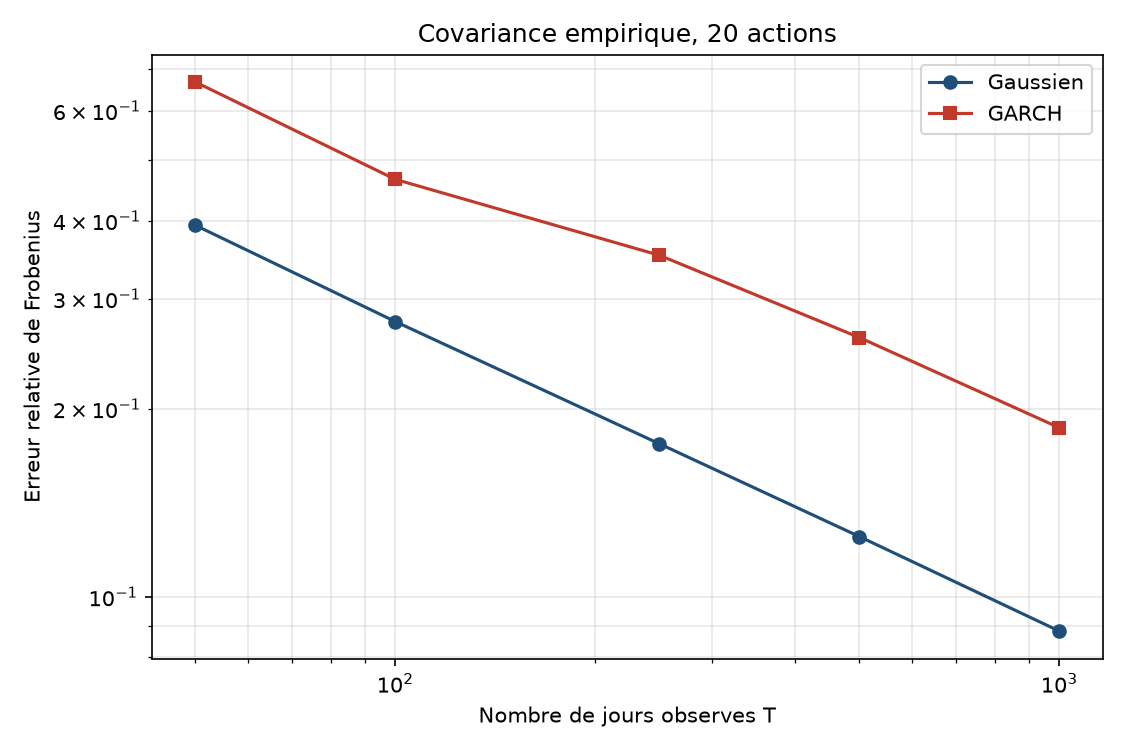 Covariance empirique, 20 actions
Gaussien
GARCH
Erreur relative de Frobenius
6 × 10⁻¹
4 × 10⁻¹
3 × 10⁻¹
2 × 10⁻¹
10⁻¹
10²
10³
Nombre de jours observes T